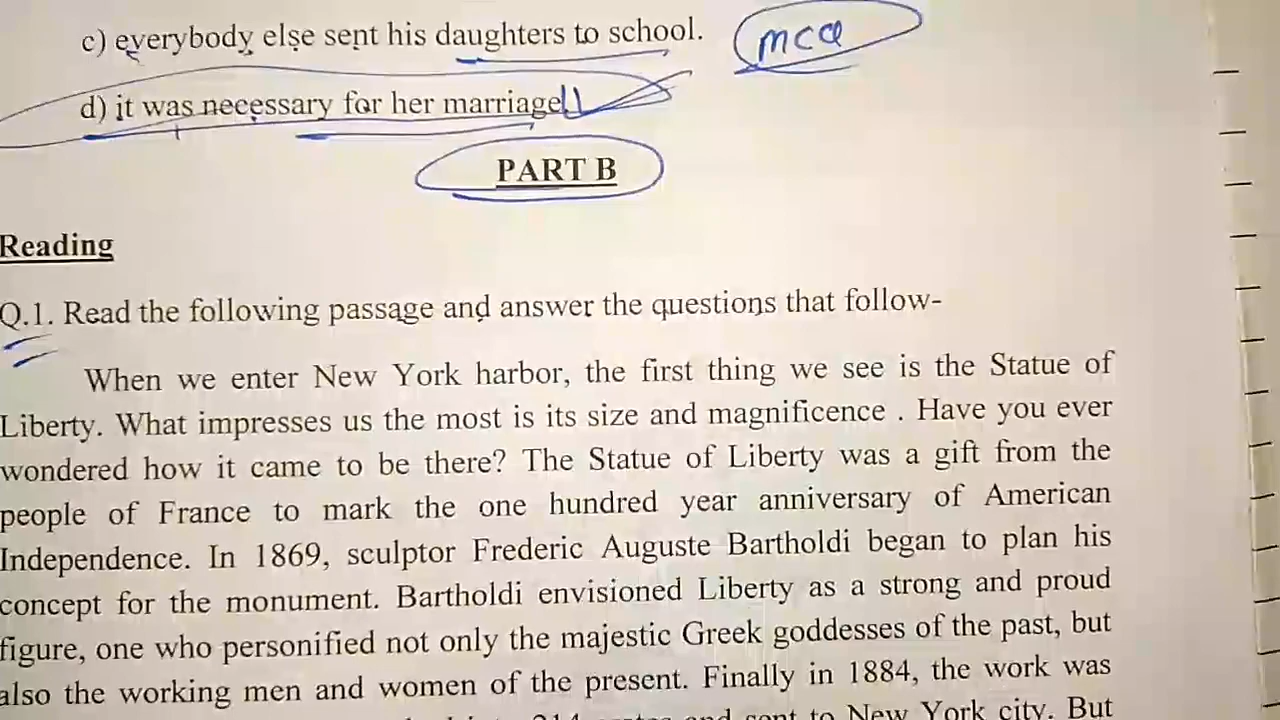 c) everybody else sent his daughters to school. mcq
d) it was necessary for her marriage
PART B
Reading
Q.1. Read the following passage and answer the questions that follow-
When we enter New York harbor, the first thing we see is the Statue of
Liberty. What impresses us the most is its size and magnificence . Have you ever
wondered how it came to be there? The Statue of Liberty was a gift from the
people of France to mark the one hundred year anniversary of American
Independence. In 1869, sculptor Frederic Auguste Bartholdi began to plan his
concept for the monument. Bartholdi envisioned Liberty as a strong and proud
figure, one who personified not only the majestic Greek goddesses of the past, but
also the working men and women of the present. Finally in 1884, the work was
214 crates and sent to New York city. But